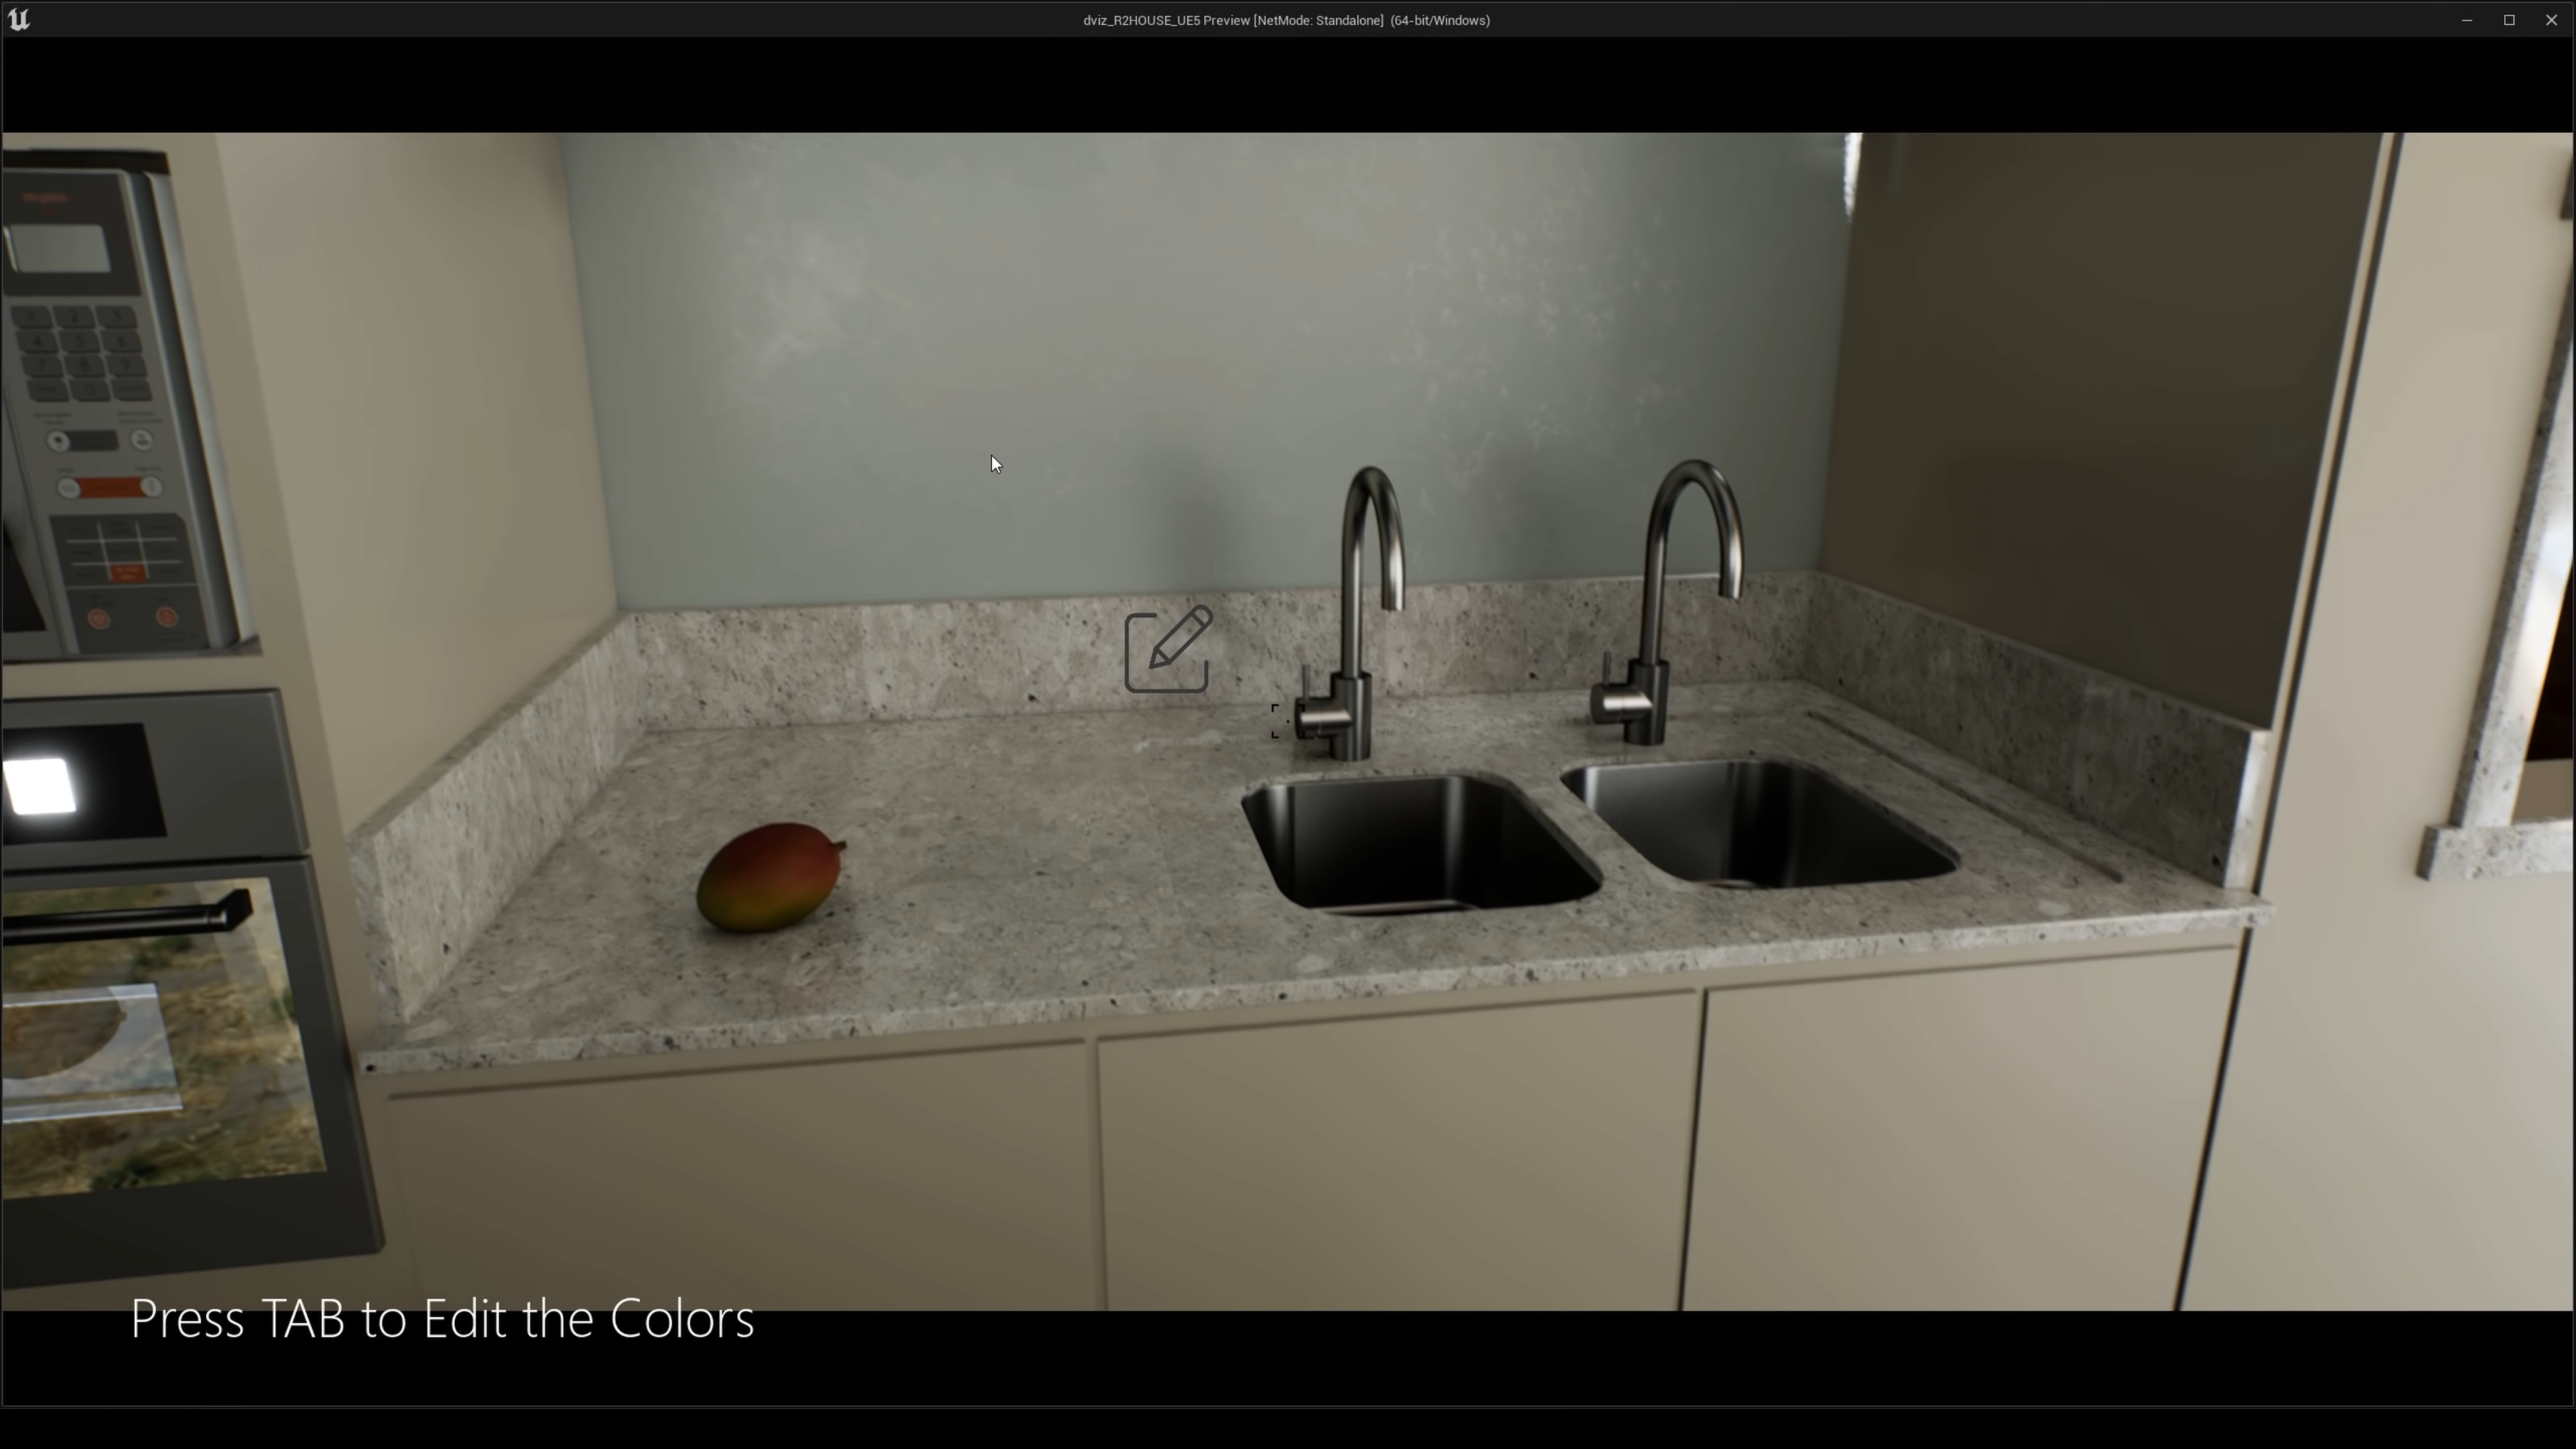 dviz_R2HOUSE_UE5 Preview [NetMode: Standalone]  (64-bit/Windows)
Press TAB to Edit the Colors